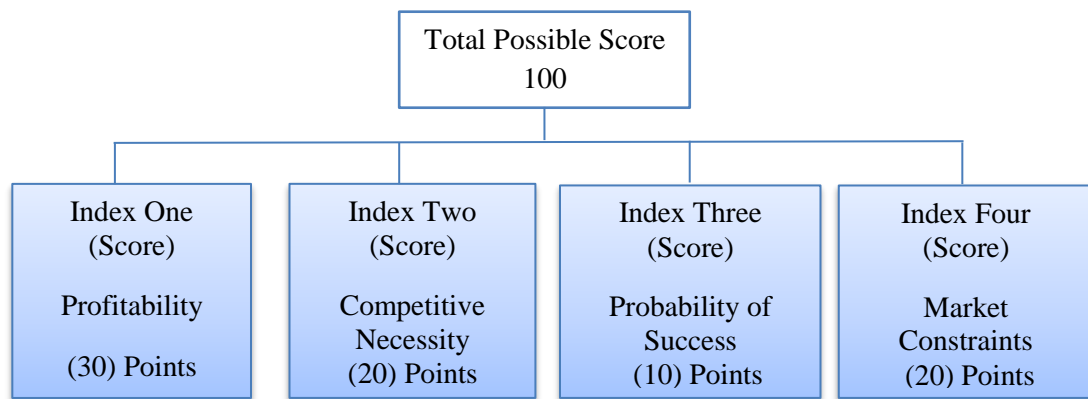 Total Possible Score
100
Index One
(Score)
Profitability
(30) Points
Index Two
(Score)
Competitive
Necessity
(20) Points
Index Three
(Score)
Probability of
Success
(10) Points
Index Four
(Score)
Market
Constraints
(20) Points